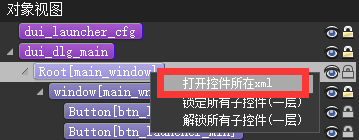 对象视图
dui_launcher_cfg
dui_dlg_main
Root[main_window]
打开控件所在xml
window[main_wn
锁定所有子控件(一层)
Button[btn_l
解锁所有子控件(一层)
Button[btn_launcher_min]